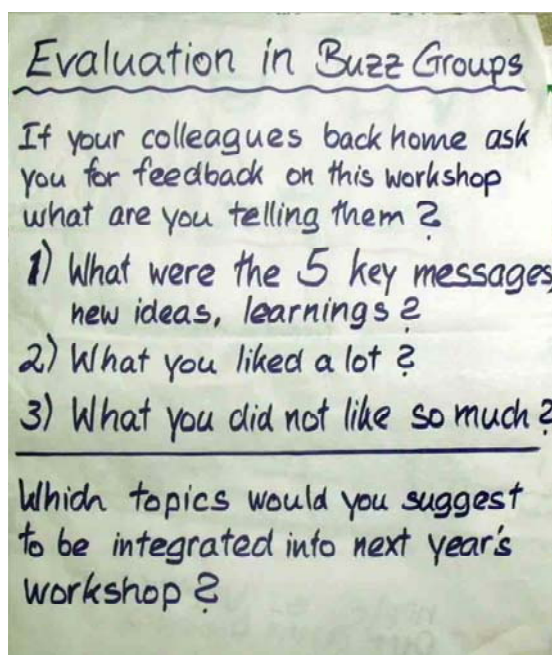 Evaluation in Buzz Groups
If your colleagues back home ask
you for feedback on this workshop
what are you telling them?
1) What were the 5 key messages,
new ideas, learnings?
2) What you liked a lot?
3) What you did not like so much?
Which topics would you suggest
to be integrated into next year's
workshop?